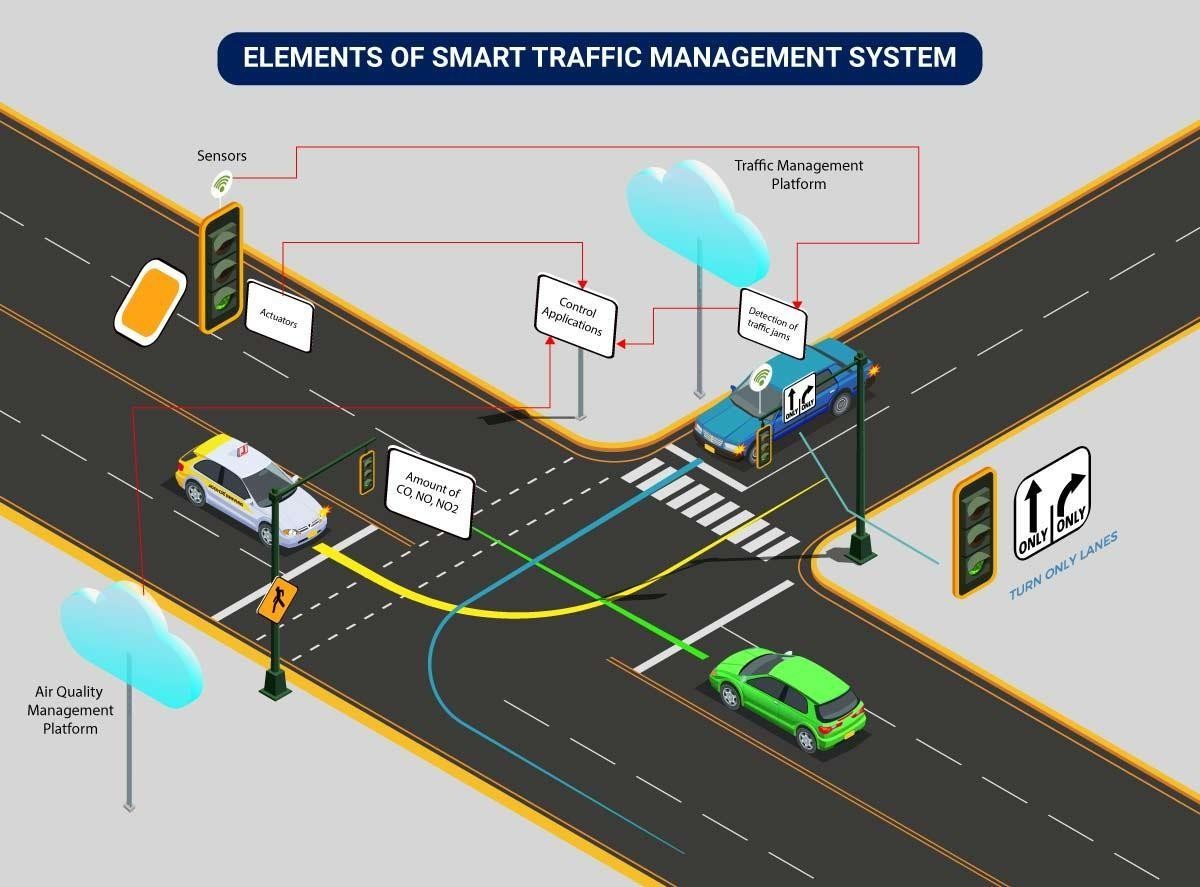 ELEMENTS OF SMART TRAFFIC MANAGEMENT SYSTEM
Sensors
Traffic Management
Platform
Actuators
Control
Applications
Detection of
traffic jams
ONLY ONLY
Amount of
CO, NO, NO2
ONLY ONLY
TURN ONLY LANES
Air Quality
Management
Platform